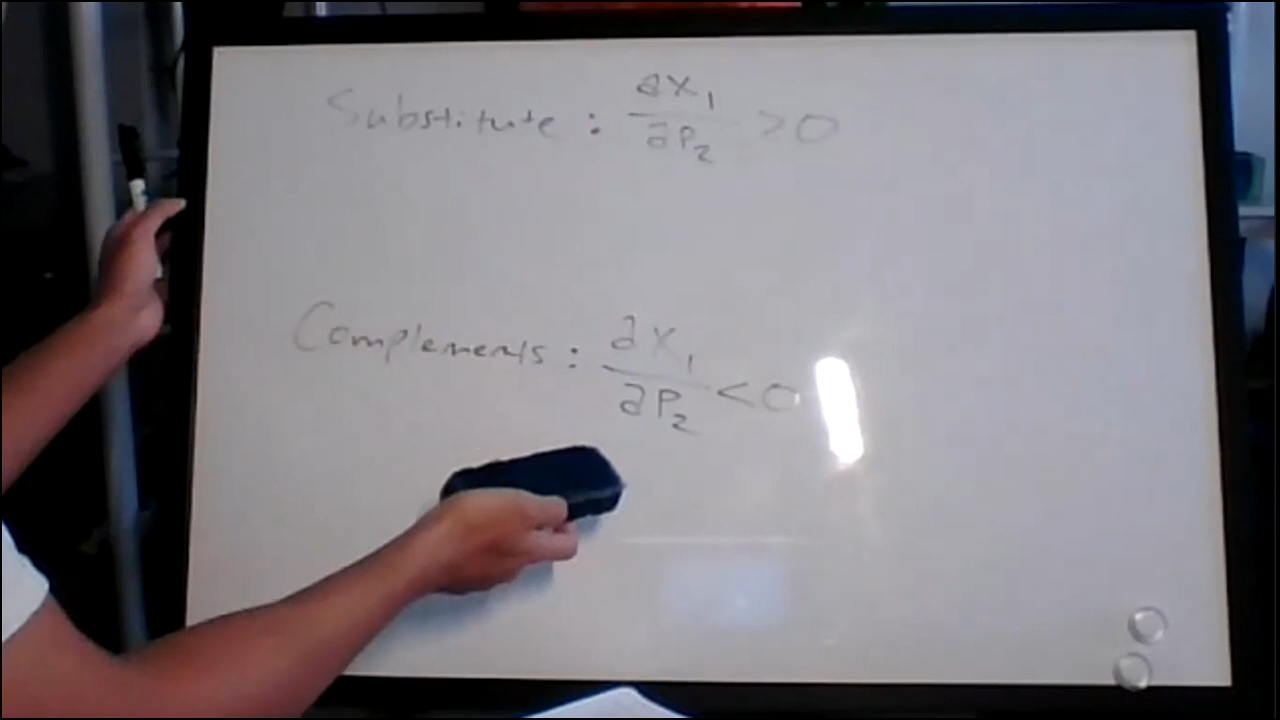 Substitute : ∂X₁/∂P₂ >0
Complements : ∂X₁/∂P₂ <0